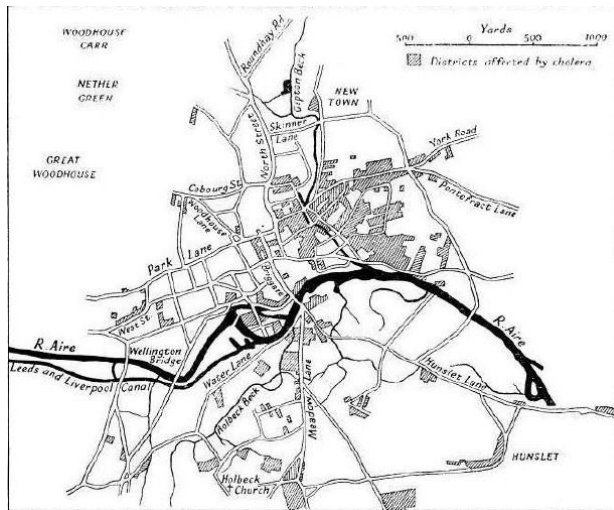 WOODHOUSE
CARR
NETHER
GREEN
GREAT
WOODHOUSE
Yards
500 0 500 1000
Districts affected by cholera
Roundhay Rd
Gipton Beck
NEW
TOWN
Skinner
Lane
North Street
York Road
Pontefract Lane
Cobourg St.
Woodhouse
Lane
Park Lane
Briggate
West St.
R. Aire
Wellington
Bridge
Leeds and Liverpool Canal
Water Lane
Meadow Lane
Hunslet Lane
R. Aire
Holbeck Beck
Holbeck
Church
HUNSLET